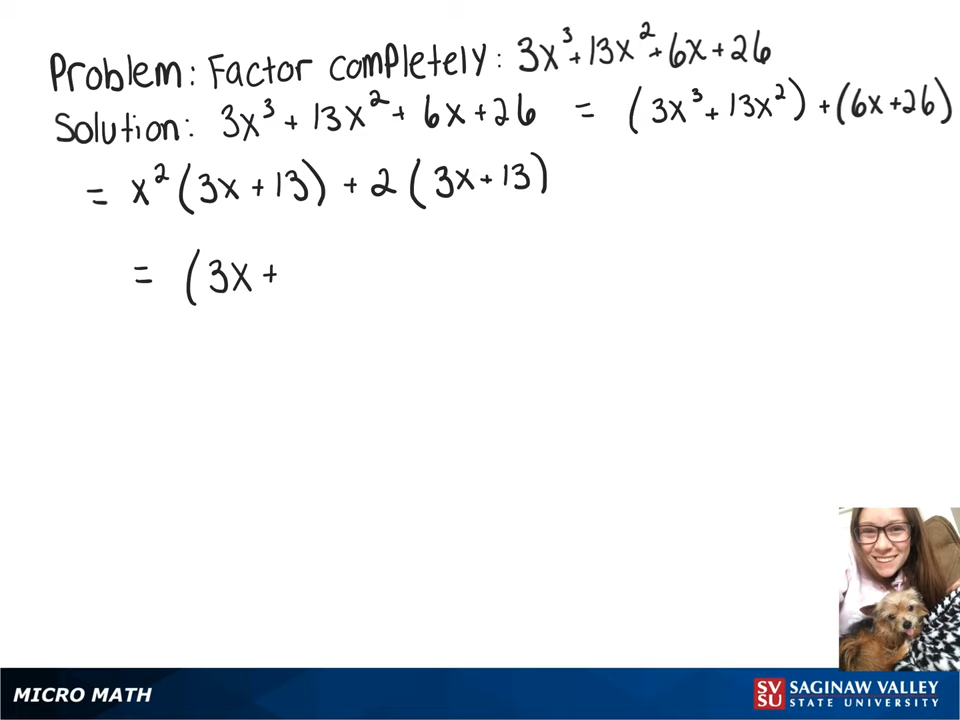 Problem: Factor completely: 3x³+13x²+6x+26
Solution: 3x³+13x²+6x+26 = (3x³+13x²)+(6x+26)
= x²(3x+13)+2(3x+13)
= (3x+
MICRO MATH
SVSU SAGINAW VALLEY
STATE UNIVERSITY